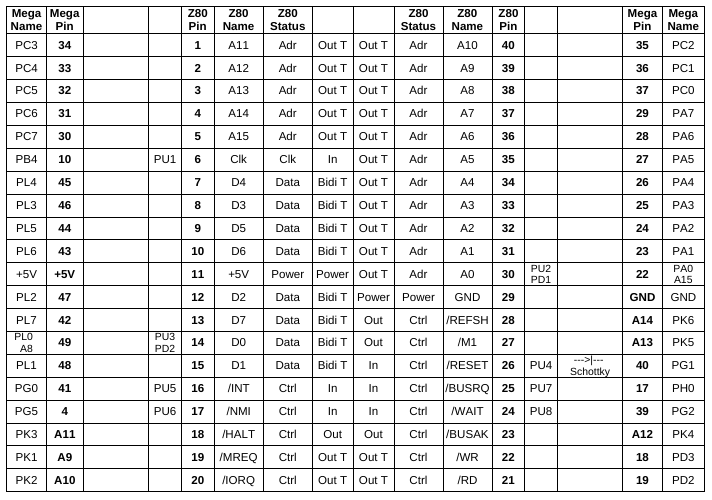 Mega Name Mega Pin Z80 Pin Z80 Name Z80 Status Z80 Status Z80 Name Z80 Pin Mega Pin Mega Name
PC3 34 1 A11 Adr Out T Out T Adr A10 40 35 PC2
PC4 33 2 A12 Adr Out T Out T Adr A9 39 36 PC1
PC5 32 3 A13 Adr Out T Out T Adr A8 38 37 PC0
PC6 31 4 A14 Adr Out T Out T Adr A7 37 29 PA7
PC7 30 5 A15 Adr Out T Out T Adr A6 36 28 PA6
PB4 10 PU1 6 Clk Clk In Out T Adr A5 35 27 PA5
PL4 45 7 D4 Data Bidi T Out T Adr A4 34 26 PA4
PL3 46 8 D3 Data Bidi T Out T Adr A3 33 25 PA3
PL5 44 9 D5 Data Bidi T Out T Adr A2 32 24 PA2
PL6 43 10 D6 Data Bidi T Out T Adr A1 31 23 PA1
+5V +5V 11 +5V Power Power Out T Adr A0 30 PU2 PD1 22 PA0 A15
PL2 47 12 D2 Data Bidi T Power Power GND 29 GND GND
PL7 42 13 D7 Data Bidi T Out Ctrl /REFSH 28 A14 PK6
PL0 A8 49 PU3 PD2 14 D0 Data Bidi T Out Ctrl /M1 27 A13 PK5
PL1 48 15 D1 Data Bidi T In Ctrl /RESET 26 PU4 --->|--- Schottky 40 PG1
PG0 41 PU5 16 /INT Ctrl In In Ctrl /BUSRQ 25 PU7 17 PH0
PG5 4 PU6 17 /NMI Ctrl In In Ctrl /WAIT 24 PU8 39 PG2
PK3 A11 18 /HALT Ctrl Out Out Ctrl /BUSAK 23 A12 PK4
PK1 A9 19 /MREQ Ctrl Out T Out T Ctrl /WR 22 18 PD3
PK2 A10 20 /IORQ Ctrl Out T Out T Ctrl /RD 21 19 PD2